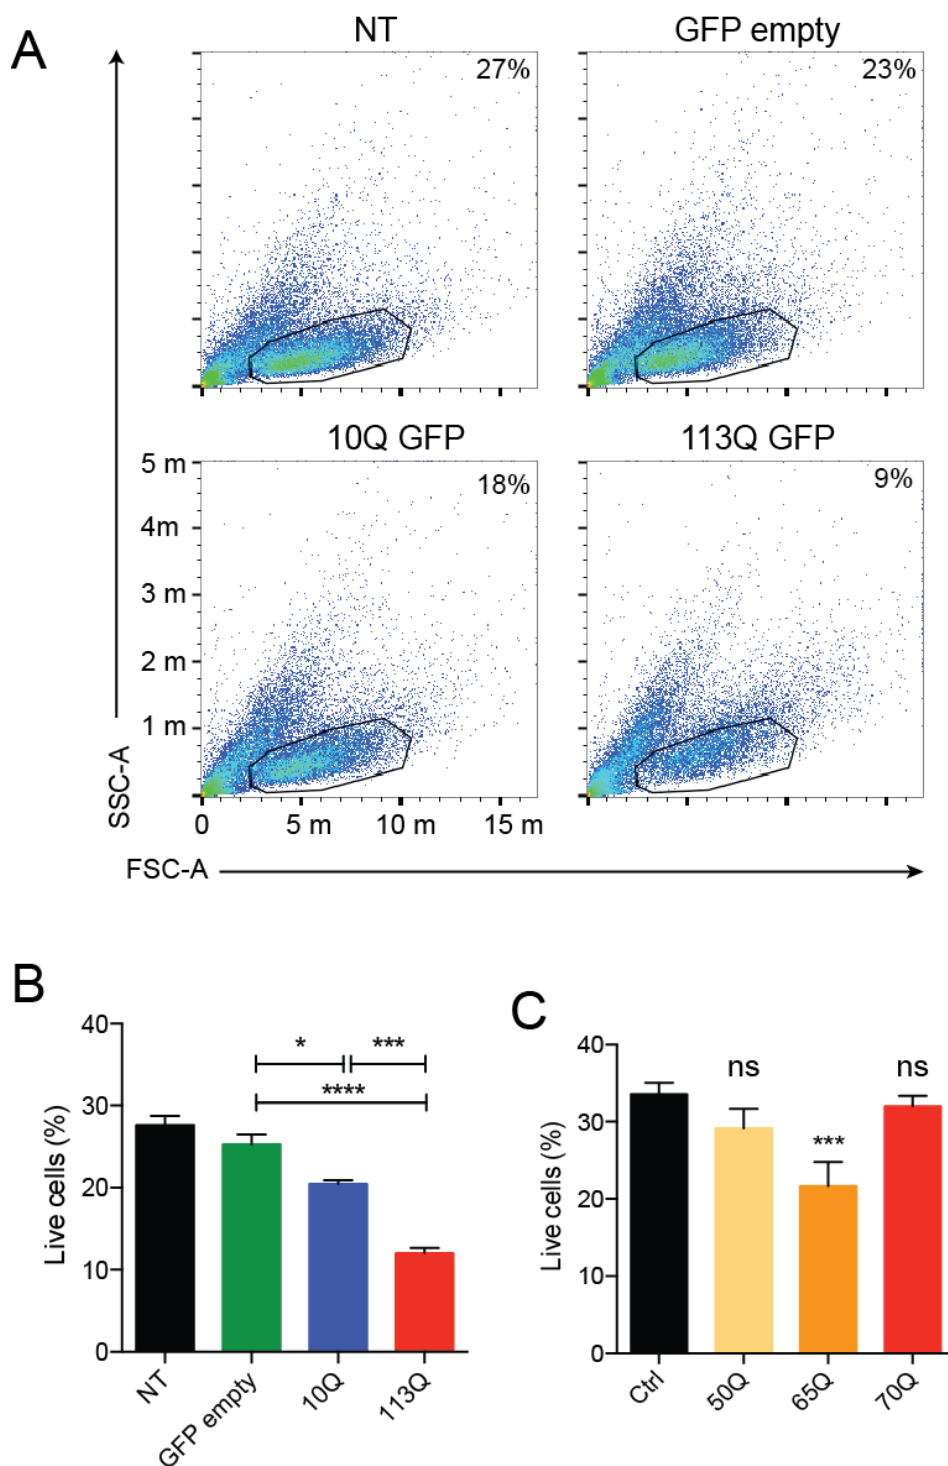 A
NT
GFP empty
27%
23%
10Q GFP
113Q GFP
18%
9%
5 m
4m
3 m
2 m
1 m
SSC-A
0
5 m
10 m
15 m
FSC-A
B
Live cells (%)
40
30
20
10
0
*
***
****
NT
GFP empty
10Q
113Q
C
Live cells (%)
40
30
20
10
0
ns
***
ns
Ctrl
50Q
65Q
70Q